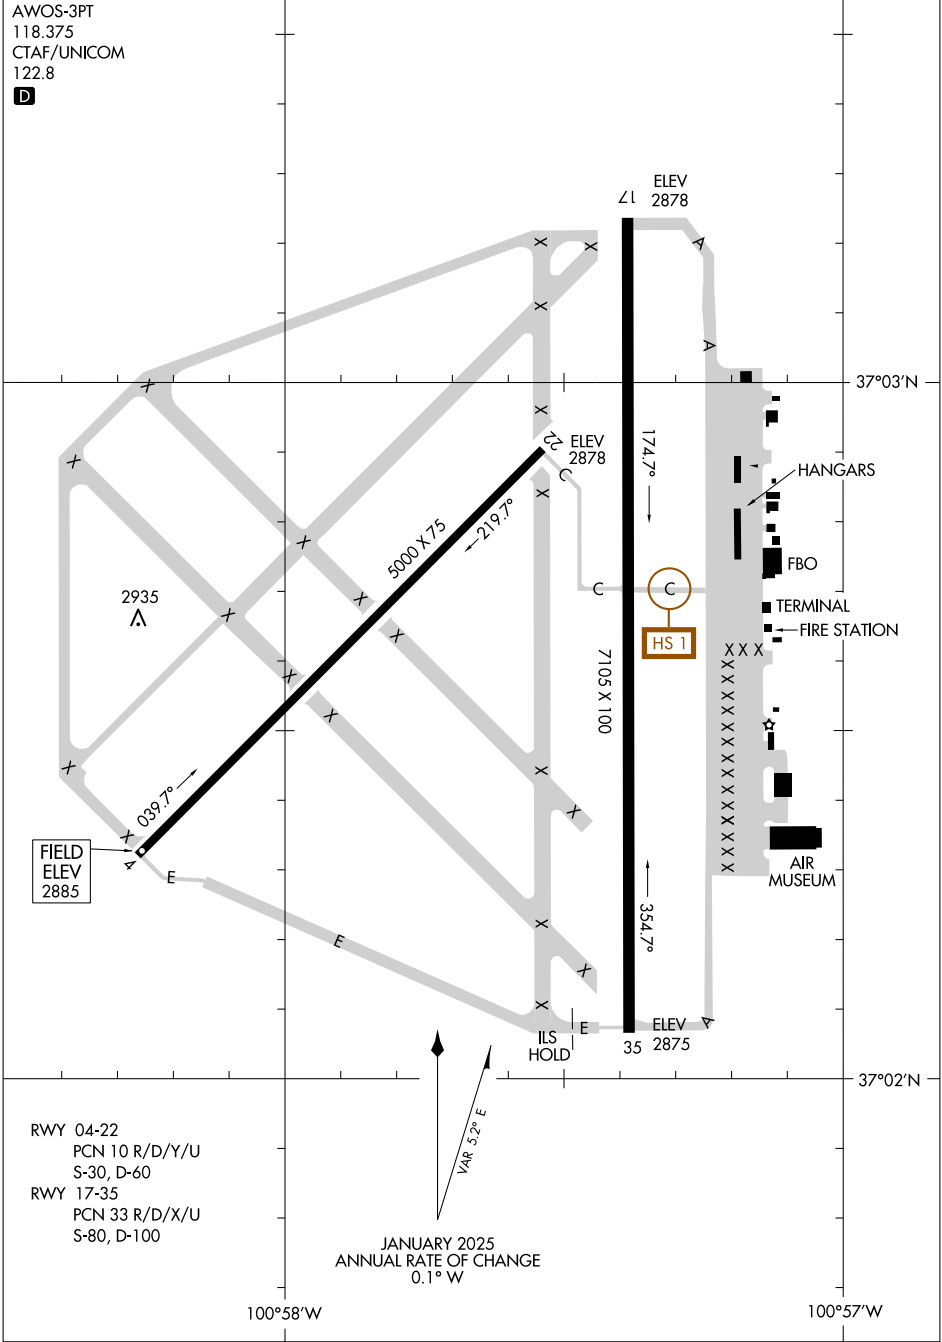 AWOS-3PT
118.375
CTAF/UNICOM
122.8
D
ELEV
2878
17
A
X
X
X
A
X
37°03'N
X
22
ELEV
2878
174.7°
X
C
HANGARS
X
219.7°
5000 X 75
X
FBO
C
C
2935
X
TERMINAL
X
FIRE STATION
X
HS 1
X X X
X
X
X
X
X
X
X
X
X
X
X
X
X
X
7105 X 100
X
X
X
X
X
039.7°
X
X
FIELD
ELEV
2885
4
E
AIR
MUSEUM
354.7°
X
E
X
X
A
E
ILS
HOLD
35
ELEV
2875
37°02'N
VAR 5.2° E
RWY 04-22
PCN 10 R/D/Y/U
S-30, D-60
RWY 17-35
PCN 33 R/D/X/U
S-80, D-100
JANUARY 2025
ANNUAL RATE OF CHANGE
0.1° W
100°58'W
100°57'W